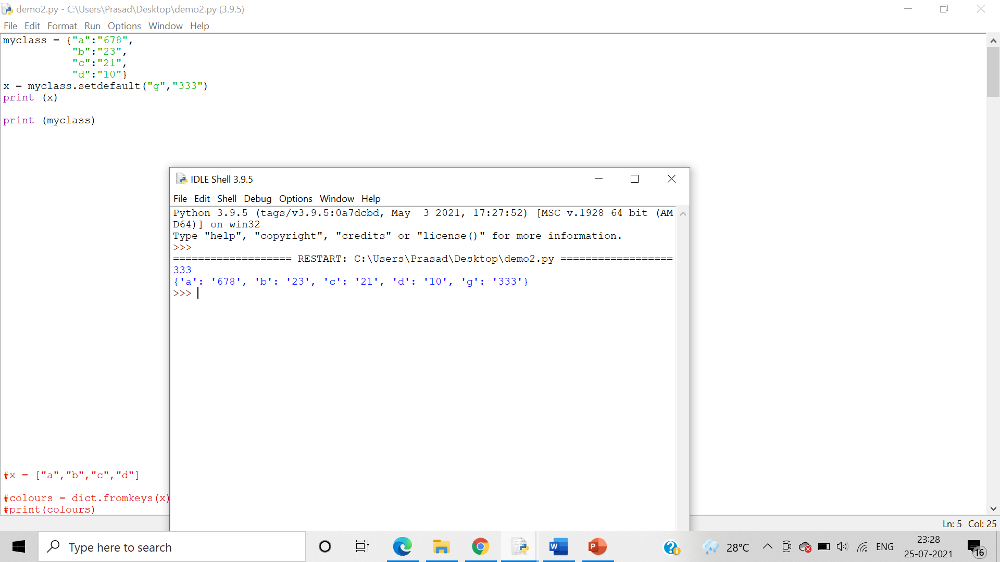 demo2.py - C:\Users\Prasad\Desktop\demo2.py (3.9.5)
File Edit Format Run Options Window Help
myclass = {"a":"678",
"b":"23",
"c":"21",
"d":"10"}
x = myclass.setdefault("g","333")
print (x)
print (myclass)
IDLE Shell 3.9.5
File Edit Shell Debug Options Window Help
Python 3.9.5 (tags/v3.9.5:0a7dcbd, May  3 2021, 17:27:52) [MSC v.1928 64 bit (AM
D64)] on win32
Type "help", "copyright", "credits" or "license()" for more information.
>>>
=================== RESTART: C:\Users\Prasad\Desktop\demo2.py ==================
333
{'a': '678', 'b': '23', 'c': '21', 'd': '10', 'g': '333'}
>>>
#x = ["a","b","c","d"]
#colours = dict.fromkeys(x)
#print(colours)
Ln: 5 Col: 25
Type here to search
W
P
28°C
ENG
23:28
25-07-2021
16